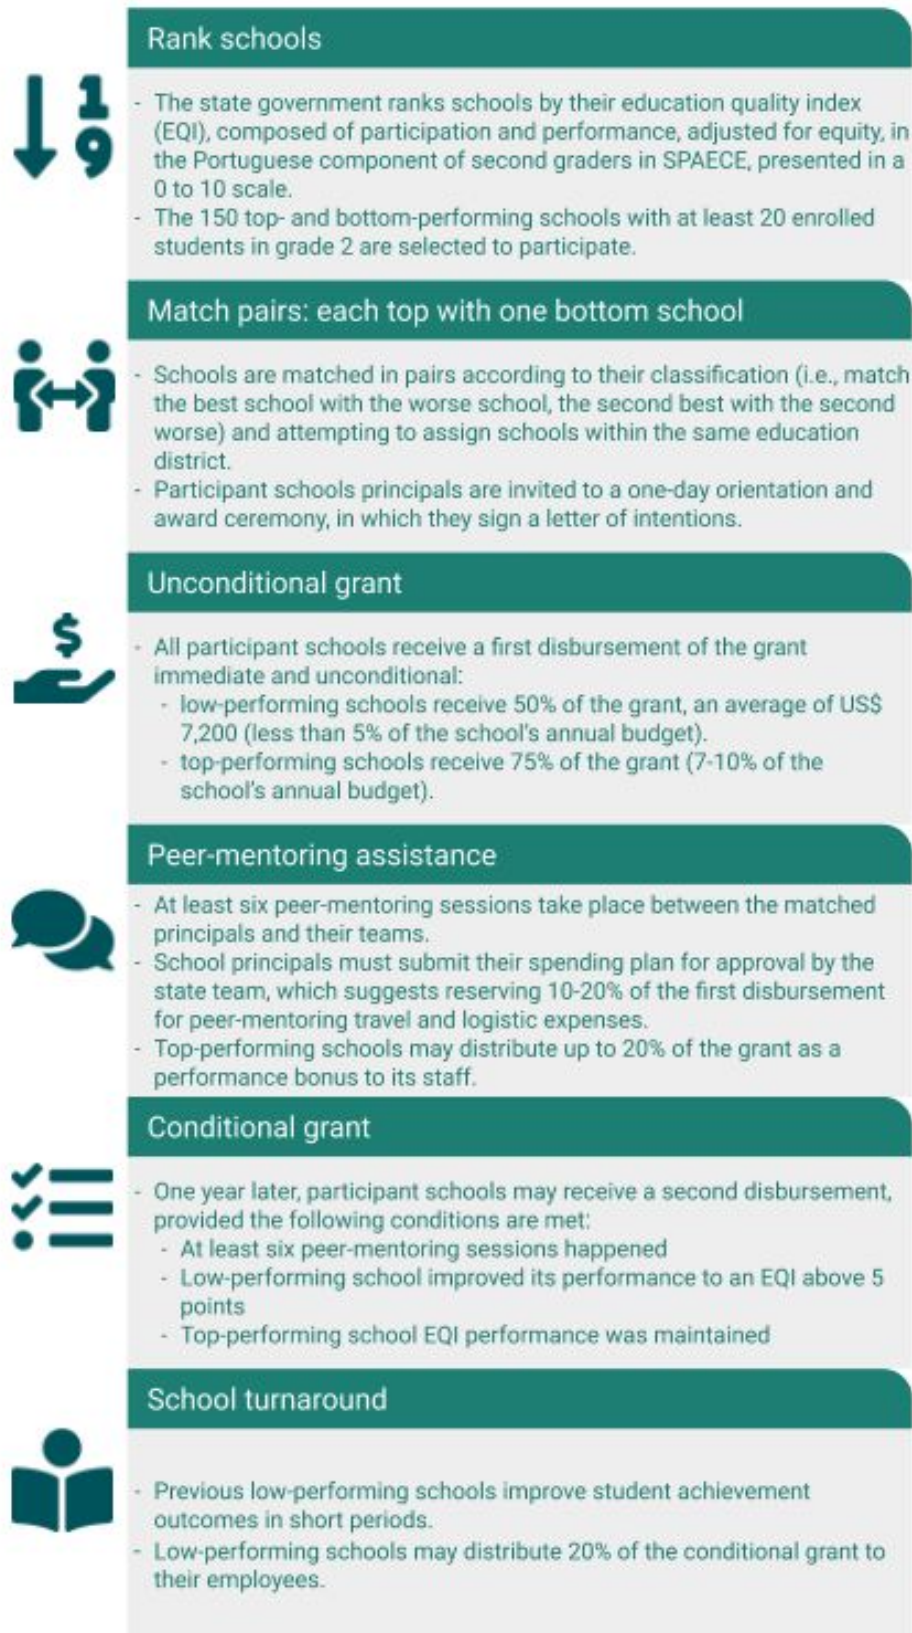 Rank schools
1
9
- The state government ranks schools by their education quality index
(EQI), composed of participation and performance, adjusted for equity, in
the Portuguese component of second graders in SPAECE, presented in a
0 to 10 scale.
- The 150 top- and bottom-performing schools with at least 20 enrolled
students in grade 2 are selected to participate.
Match pairs: each top with one bottom school
- Schools are matched in pairs according to their classification (i.e., match
the best school with the worse school, the second best with the second
worse) and attempting to assign schools within the same education
district.
- Participant schools principals are invited to a one-day orientation and
award ceremony, in which they sign a letter of intentions.
Unconditional grant
$
- All participant schools receive a first disbursement of the grant
immediate and unconditional:
- low-performing schools receive 50% of the grant, an average of US$
7,200 (less than 5% of the school's annual budget).
- top-performing schools receive 75% of the grant (7-10% of the
school's annual budget).
Peer-mentoring assistance
- At least six peer-mentoring sessions take place between the matched
principals and their teams.
- School principals must submit their spending plan for approval by the
state team, which suggests reserving 10-20% of the first disbursement
for peer-mentoring travel and logistic expenses.
- Top-performing schools may distribute up to 20% of the grant as a
performance bonus to its staff.
Conditional grant
- One year later, participant schools may receive a second disbursement,
provided the following conditions are met:
- At least six peer-mentoring sessions happened
- Low-performing school improved its performance to an EQI above 5
points
- Top-performing school EQI performance was maintained
School turnaround
- Previous low-performing schools improve student achievement
outcomes in short periods.
- Low-performing schools may distribute 20% of the conditional grant to
their employees.